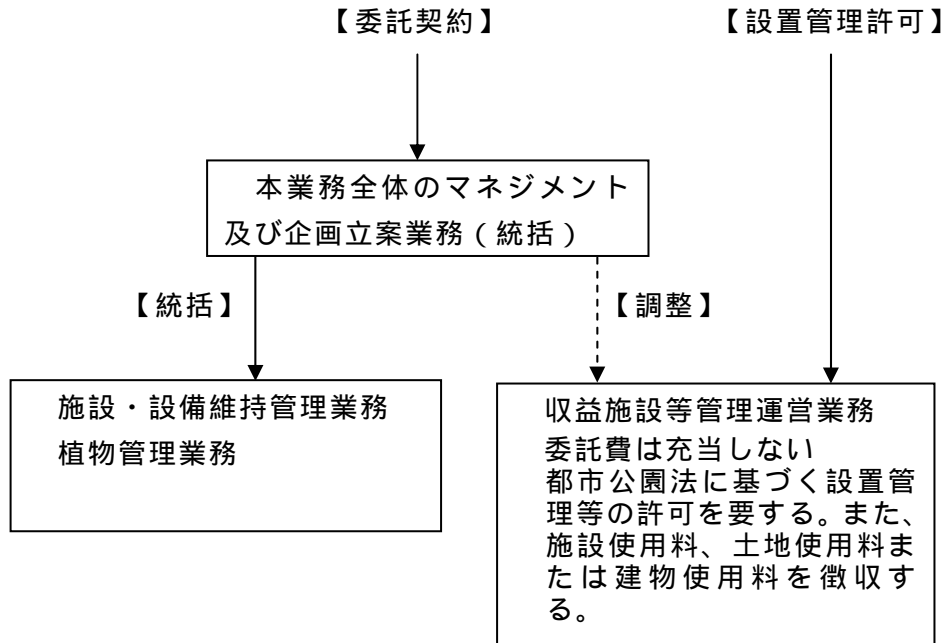 【委託契約】
【設置管理許可】
本業務全体のマネジメント
及び企画立案業務(統括)
【統括】
【調整】
施設・設備維持管理業務
植物管理業務
収益施設等管理運営業務
委託費は充当しない
都市公園法に基づく設置管
理等の許可を要する。また、
施設使用料、土地使用料ま
たは建物使用料を徴収す
る。